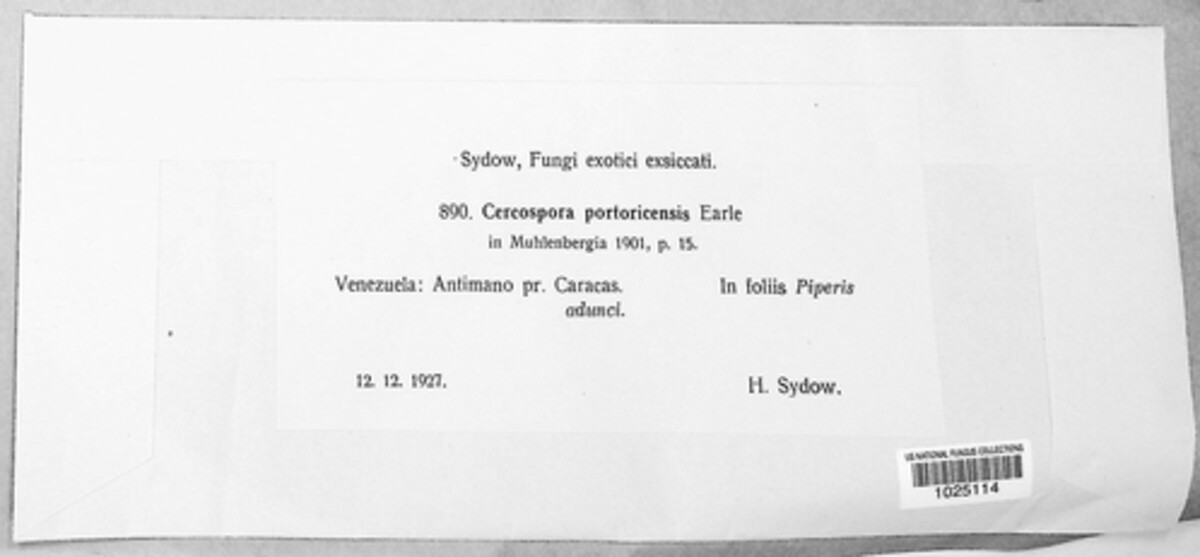 Sydow, Fungi exotici exsiccati.
890. Cercospora portoricensis Earle
in Muhlenbergia 1901, p. 15.
Venezuela: Antimano pr. Caracas. In foliis Piperis
adunci.
12. 12. 1927. H. Sydow.
US NATIONAL FUNGUS COLLECTIONS
1025114